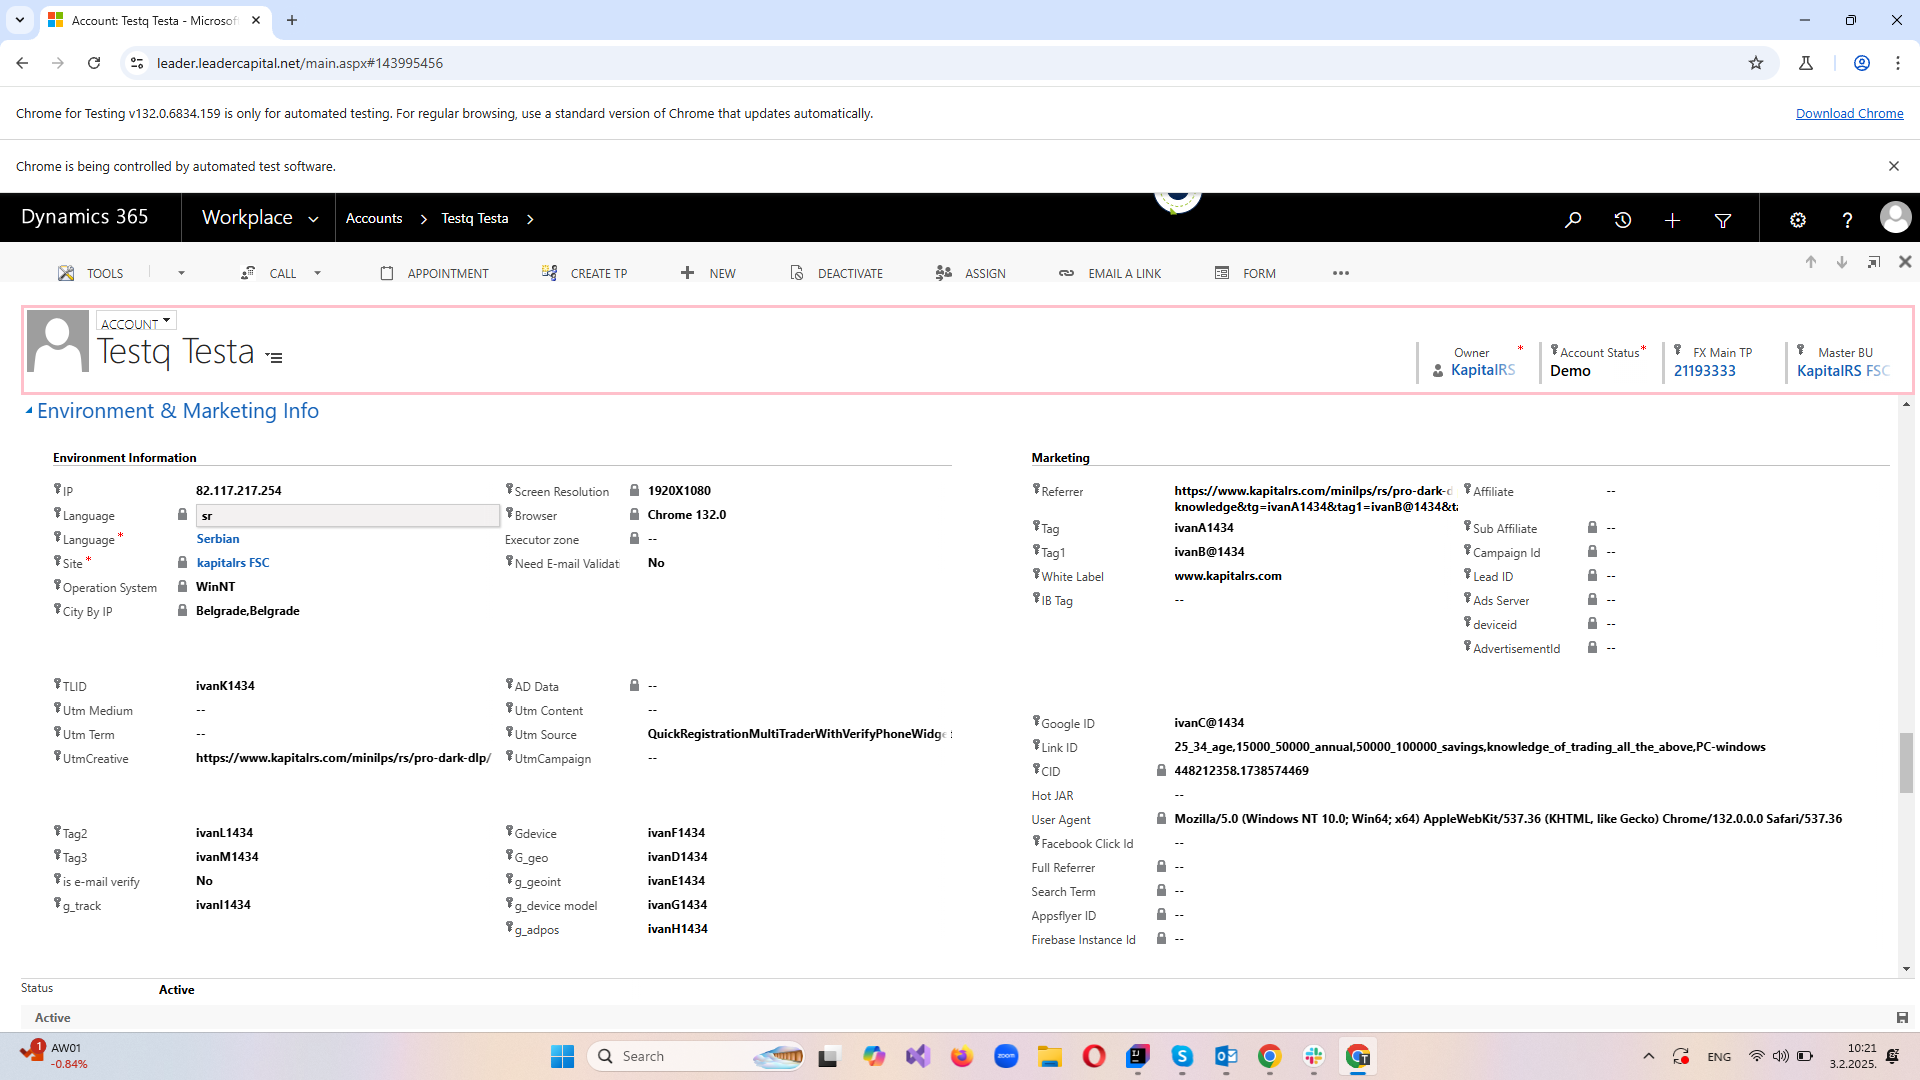 Account: Testq Testa - Microsof
leader.leadercapital.net/main.aspx#143995456
Chrome for Testing v132.0.6834.159 is only for automated testing. For regular browsing, use a standard version of Chrome that updates automatically.
Download Chrome
Chrome is being controlled by automated test software.
Dynamics 365
Workplace
Accounts
Testq Testa
TOOLS
CALL
APPOINTMENT
CREATE TP
NEW
DEACTIVATE
ASSIGN
EMAIL A LINK
FORM
ACCOUNT
Testq Testa
Owner *
KapitalRS
Account Status *
Demo
FX Main TP
21193333
Master BU
KapitalRS FSC
Environment & Marketing Info
Environment Information
IP 82.117.217.254
Language sr
Language * Serbian
Site * kapitalrs FSC
Operation System WinNT
City By IP Belgrade,Belgrade
Screen Resolution 1920X1080
Browser Chrome 132.0
Executor zone --
Need E-mail Validati No
TLID ivanK1434
Utm Medium --
Utm Term --
UtmCreative https://www.kapitalrs.com/minilps/rs/pro-dark-dlp/
AD Data --
Utm Content --
Utm Source QuickRegistrationMultiTraderWithVerifyPhoneWidge
UtmCampaign --
Tag2 ivanL1434
Tag3 ivanM1434
is e-mail verify No
g_track ivanI1434
Gdevice ivanF1434
G_geo ivanD1434
g_geoint ivanE1434
g_device model ivanG1434
g_adpos ivanH1434
Marketing
Referrer https://www.kapitalrs.com/minilps/rs/pro-dark-d
knowledge&tg=ivanA1434&tag1=ivanB@1434&ta
Tag ivanA1434
Tag1 ivanB@1434
White Label www.kapitalrs.com
IB Tag --
Affiliate --
Sub Affiliate --
Campaign Id --
Lead ID --
Ads Server --
deviceid --
AdvertisementId --
Google ID ivanC@1434
Link ID 25_34_age,15000_50000_annual,50000_100000_savings,knowledge_of_trading_all_the_above,PC-windows
CID 448212358.1738574469
Hot JAR --
User Agent Mozilla/5.0 (Windows NT 10.0; Win64; x64) AppleWebKit/537.36 (KHTML, like Gecko) Chrome/132.0.0.0 Safari/537.36
Facebook Click Id --
Full Referrer --
Search Term --
Appsflyer ID --
Firebase Instance Id --
Status Active
Active
1
AW01
-0.84%
Search
zoom
ENG
10:21
3.2.2025.